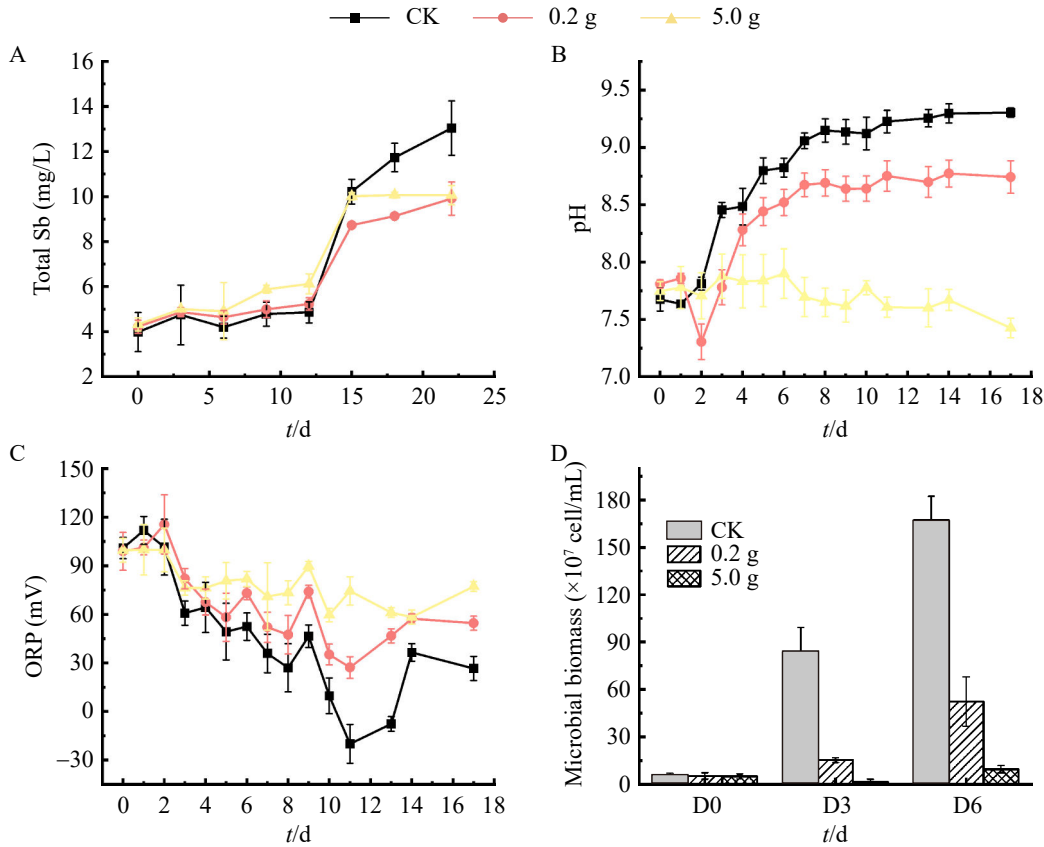 CK 0.2 g 5.0 g
A
Total Sb (mg/L)
16
14
12
10
8
6
4
2
0 5 10 15 20 25
t/d
B
pH
9.5
9.0
8.5
8.0
7.5
7.0
0 2 4 6 8 10 12 14 16 18
t/d
C
ORP (mV)
150
120
90
60
30
0
−30
0 2 4 6 8 10 12 14 16 18
t/d
D
Microbial biomass (×10⁷ cell/mL)
180
150
120
90
60
30
0
CK
0.2 g
5.0 g
D0 D3 D6
t/d